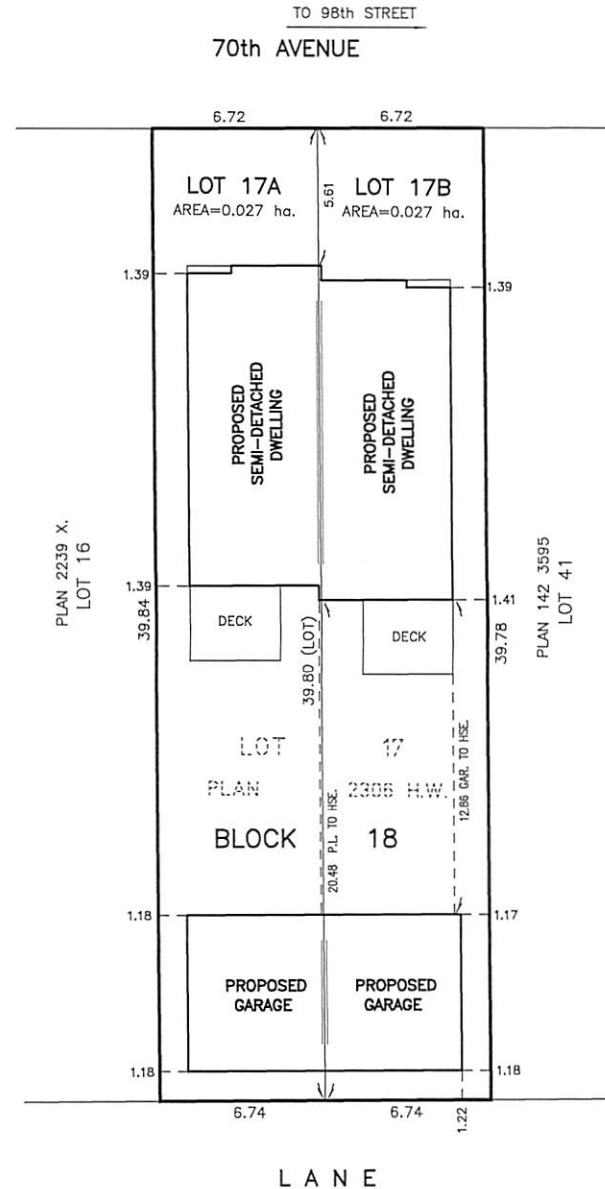 TO 98th STREET
70th AVENUE
6.72 6.72
LOT 17A LOT 17B
AREA=0.027 ha. AREA=0.027 ha.
5.61
1.39 1.39
PROPOSED
SEMI-DETACHED
DWELLING
PROPOSED
SEMI-DETACHED
DWELLING
PLAN 2239 X.
LOT 16
PLAN 142 3595
LOT 41
1.39 1.41
39.84 39.78
DECK DECK
39.80 (LOT)
LOT 17
PLAN 2306 H.W.
20.48 P.L. TO HSE.
12.86 GAR. TO HSE.
BLOCK 18
1.18 1.17
PROPOSED
GARAGE
PROPOSED
GARAGE
1.18 1.18
6.74 6.74
1.22
LANE